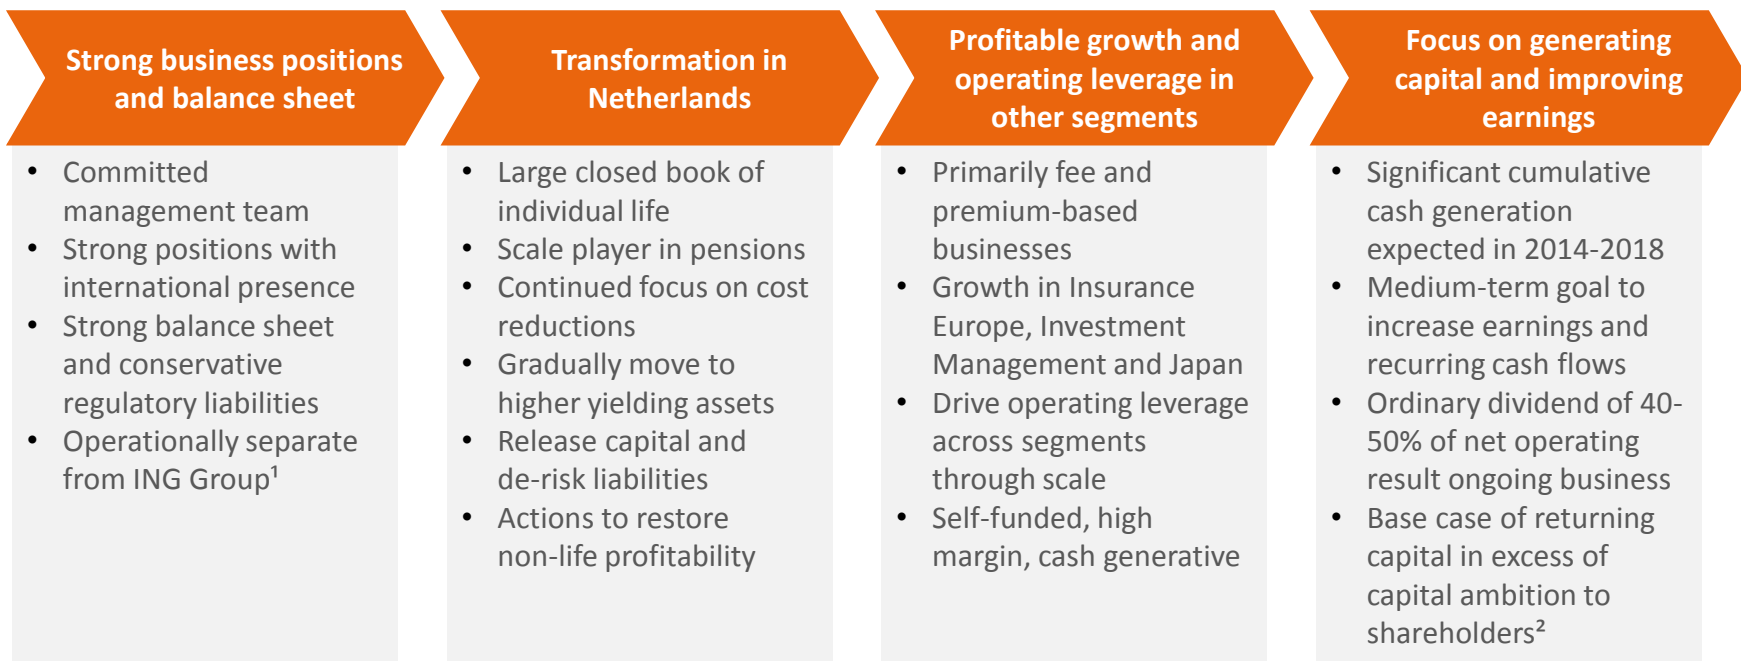 Strong business positions
and balance sheet
• Committed
management team
• Strong positions with
international presence
• Strong balance sheet
and conservative
regulatory liabilities
• Operationally separate
from ING Group¹
Transformation in
Netherlands
• Large closed book of
individual life
• Scale player in pensions
• Continued focus on cost
reductions
• Gradually move to
higher yielding assets
• Release capital and
de-risk liabilities
• Actions to restore
non-life profitability
Profitable growth and
operating leverage in
other segments
• Primarily fee and
premium-based
businesses
• Growth in Insurance
Europe, Investment
Management and Japan
• Drive operating leverage
across segments
through scale
• Self-funded, high
margin, cash generative
Focus on generating
capital and improving
earnings
• Significant cumulative
cash generation
expected in 2014-2018
• Medium-term goal to
increase earnings and
recurring cash flows
• Ordinary dividend of 40-
50% of net operating
result ongoing business
• Base case of returning
capital in excess of
capital ambition to
shareholders²